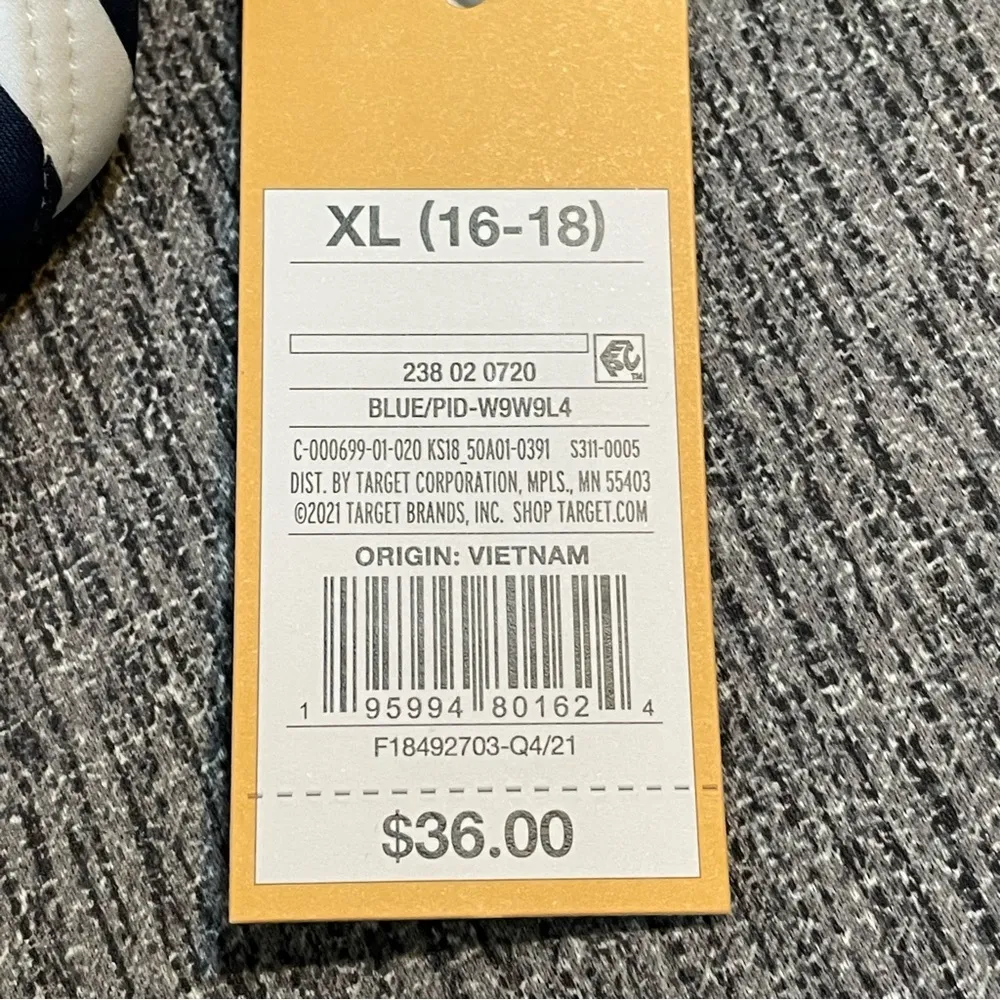 XL (16-18)
238 02 0720
TM
BLUE/PID-W9W9L4
C-000699-01-020 KS18_50A01-0391 S311-0005
DIST. BY TARGET CORPORATION, MPLS., MN 55403
©2021 TARGET BRANDS, INC. SHOP TARGET.COM
ORIGIN: VIETNAM
1 95994 80162 4
F18492703-Q4/21
$36.00